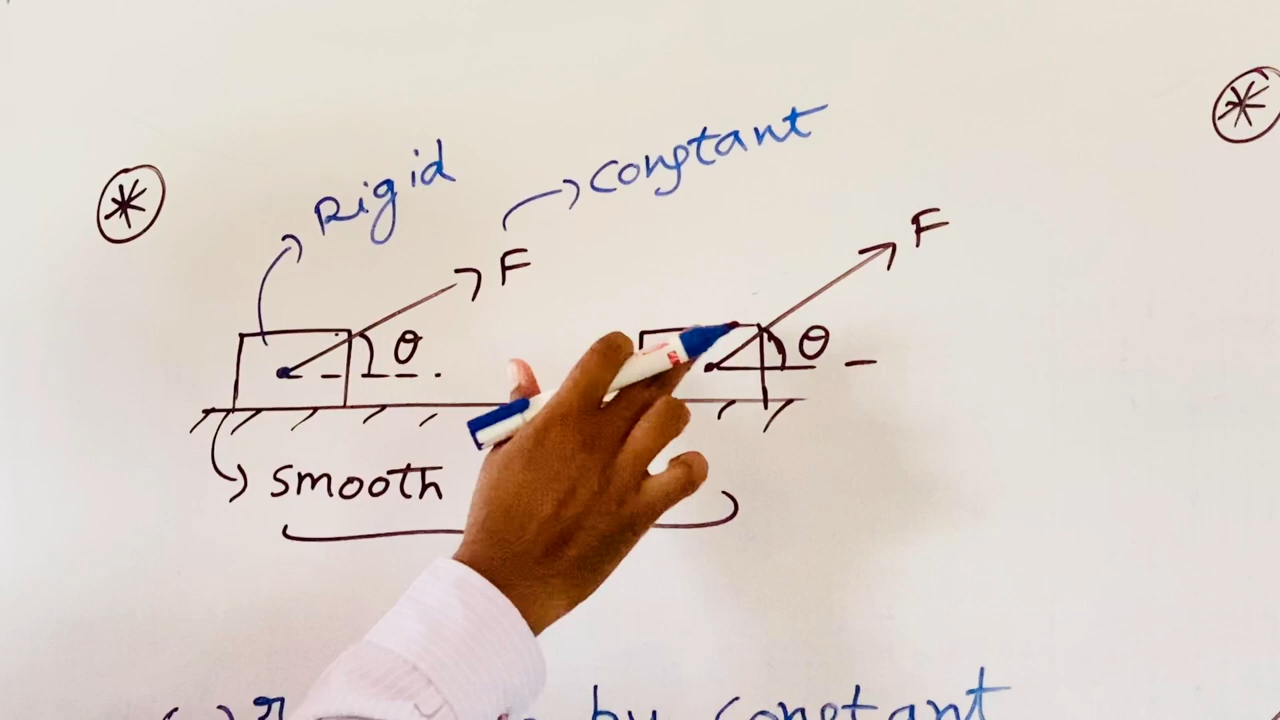 Rigid
constant
F
F
θ
θ
smooth
by constant